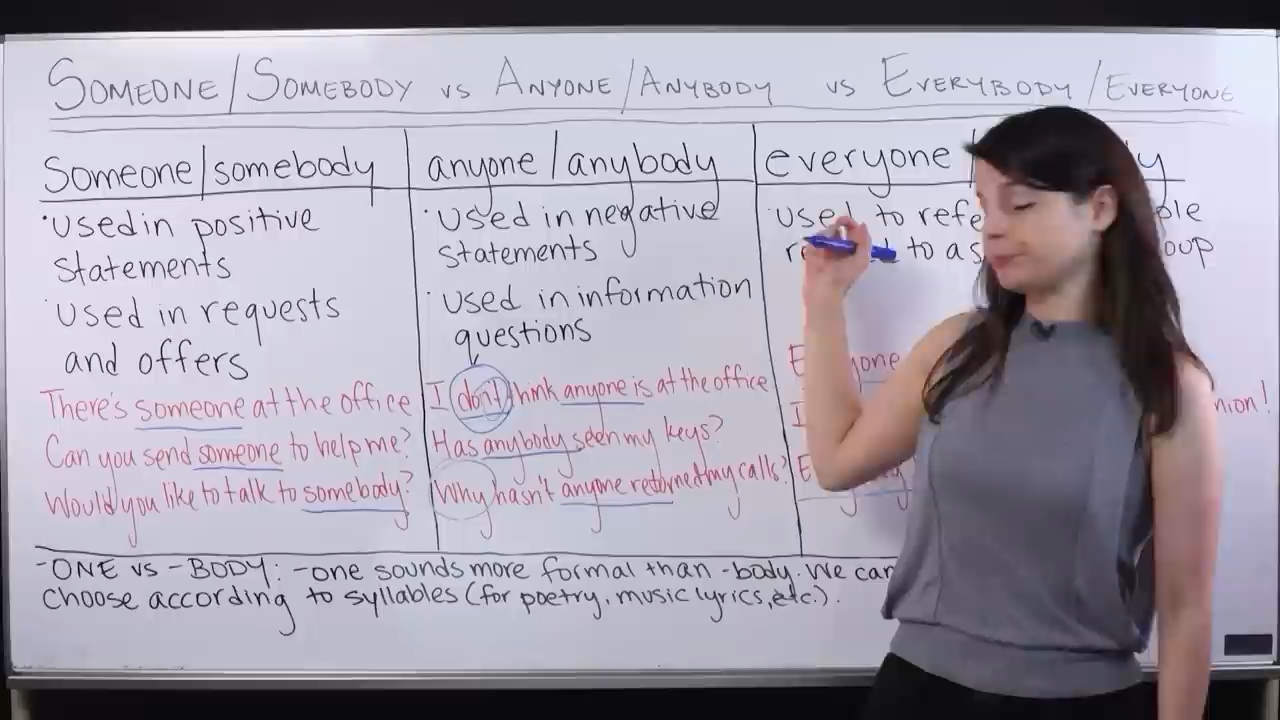 SOMEONE/SOMEBODY vs ANYONE/ANYBODY vs EVERYBODY/EVERYONE
Someone/somebody
·used in positive
statements
·used in requests
and offers
There's someone at the office
Can you send someone to help me?
Would you like to talk to somebody?
anyone/anybody
·used in negative
statements
·used in information
questions
I don't think anyone is at the office
Has anybody seen my keys?
Why hasn't anyone retorned my calls?
everyone/
·used to
to a
-ONE vs -BODY: -one sounds more formal than -body. We can
choose according to syllables (for poetry, music lyrics, etc.).